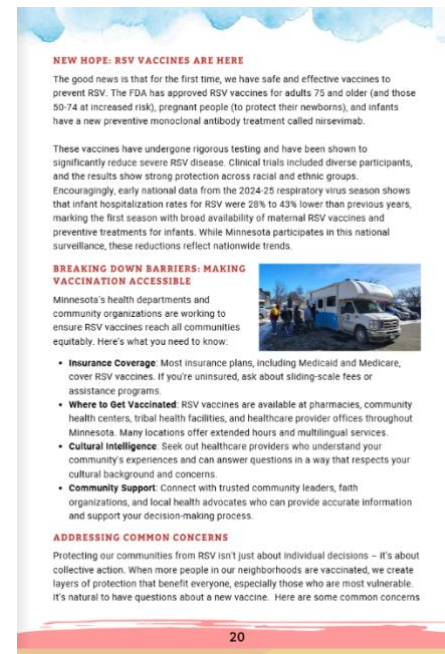 NEW HOPE: RSV VACCINES ARE HERE
The good news is that for the first time, we have safe and effective vaccines to
prevent RSV. The FDA has approved RSV vaccines for adults 75 and older (and those
50-74 at increased risk), pregnant people (to protect their newborns), and infants
have a new preventive monoclonal antibody treatment called nirsevimab.
These vaccines have undergone rigorous testing and have been shown to
significantly reduce severe RSV disease. Clinical trials included diverse participants,
and the results show strong protection across racial and ethnic groups.
Encouragingly, early national data from the 2024-25 respiratory virus season shows
that infant hospitalization rates for RSV were 28% to 43% lower than previous years,
marking the first season with broad availability of maternal RSV vaccines and
preventive treatments for infants. While Minnesota participates in this national
surveillance, these reductions reflect nationwide trends.
BREAKING DOWN BARRIERS: MAKING
VACCINATION ACCESSIBLE
Minnesota's health departments and
community organizations are working to
ensure RSV vaccines reach all communities
equitably. Here's what you need to know:
• Insurance Coverage: Most insurance plans, including Medicaid and Medicare,
cover RSV vaccines. If you're uninsured, ask about sliding-scale fees or
assistance programs.
• Where to Get Vaccinated: RSV vaccines are available at pharmacies, community
health centers, tribal health facilities, and healthcare provider offices throughout
Minnesota. Many locations offer extended hours and multilingual services.
• Cultural Intelligence: Seek out healthcare providers who understand your
community's experiences and can answer questions in a way that respects your
cultural background and concerns.
• Community Support: Connect with trusted community leaders, faith
organizations, and local health advocates who can provide accurate information
and support your decision-making process.
ADDRESSING COMMON CONCERNS
Protecting our communities from RSV isn't just about individual decisions – it's about
collective action. When more people in our neighborhoods are vaccinated, we create
layers of protection that benefit everyone, especially those who are most vulnerable.
It's natural to have questions about a new vaccine. Here are some common concerns
20